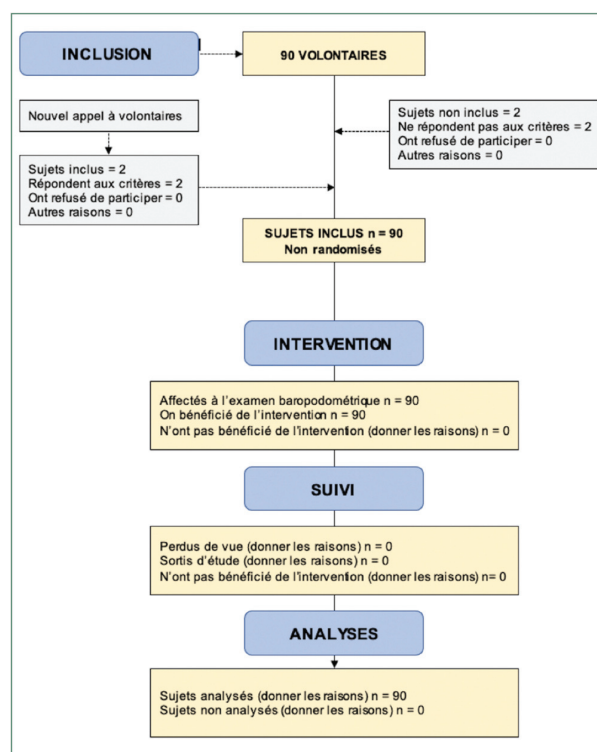 INCLUSION
90 VOLONTAIRES
Nouvel appel à volontaires
Sujets non inclus = 2
Ne répondent pas aux critères = 2
Ont refusé de participer = 0
Autres raisons = 0
Sujets inclus = 2
Répondent aux critères = 2
Ont refusé de participer = 0
Autres raisons = 0
SUJETS INCLUS n = 90
Non randomisés
INTERVENTION
Affectés à l'examen baropodométrique n = 90
On bénéficié de l'intervention n = 90
N'ont pas bénéficié de l'intervention (donner les raisons) n = 0
SUIVI
Perdus de vue (donner les raisons) n = 0
Sortis d'étude (donner les raisons) n = 0
N'ont pas bénéficié de l'intervention (donner les raisons) n= 0
ANALYSES
Sujets analysés (donner les raisons) n = 90
Sujets non analysés (donner les raisons) n = 0